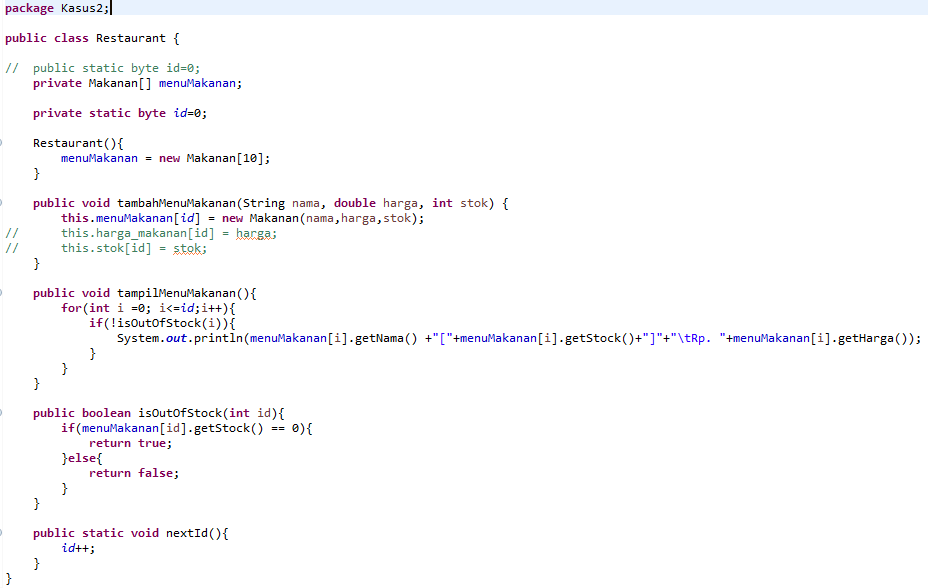 package Kasus2;
public class Restaurant {
//  public static byte id=0;
    private Makanan[] menuMakanan;
    private static byte id=0;
    Restaurant(){
        menuMakanan = new Makanan[10];
    }
    public void tambahMenuMakanan(String nama, double harga, int stok) {
        this.menuMakanan[id] = new Makanan(nama,harga,stok);
//      this.harga_makanan[id] = harga;
//      this.stok[id] = stok;
    }
    public void tampilMenuMakanan(){
        for(int i =0; i<=id;i++){
            if(!isOutOfStock(i)){
                System.out.println(menuMakanan[i].getNama() +"["+menuMakanan[i].getStock()+"]"+"\tRp. "+menuMakanan[i].getHarga());
            }
        }
    }
    public boolean isOutOfStock(int id){
        if(menuMakanan[id].getStock() == 0){
            return true;
        }else{
            return false;
        }
    }
    public static void nextId(){
        id++;
    }
}